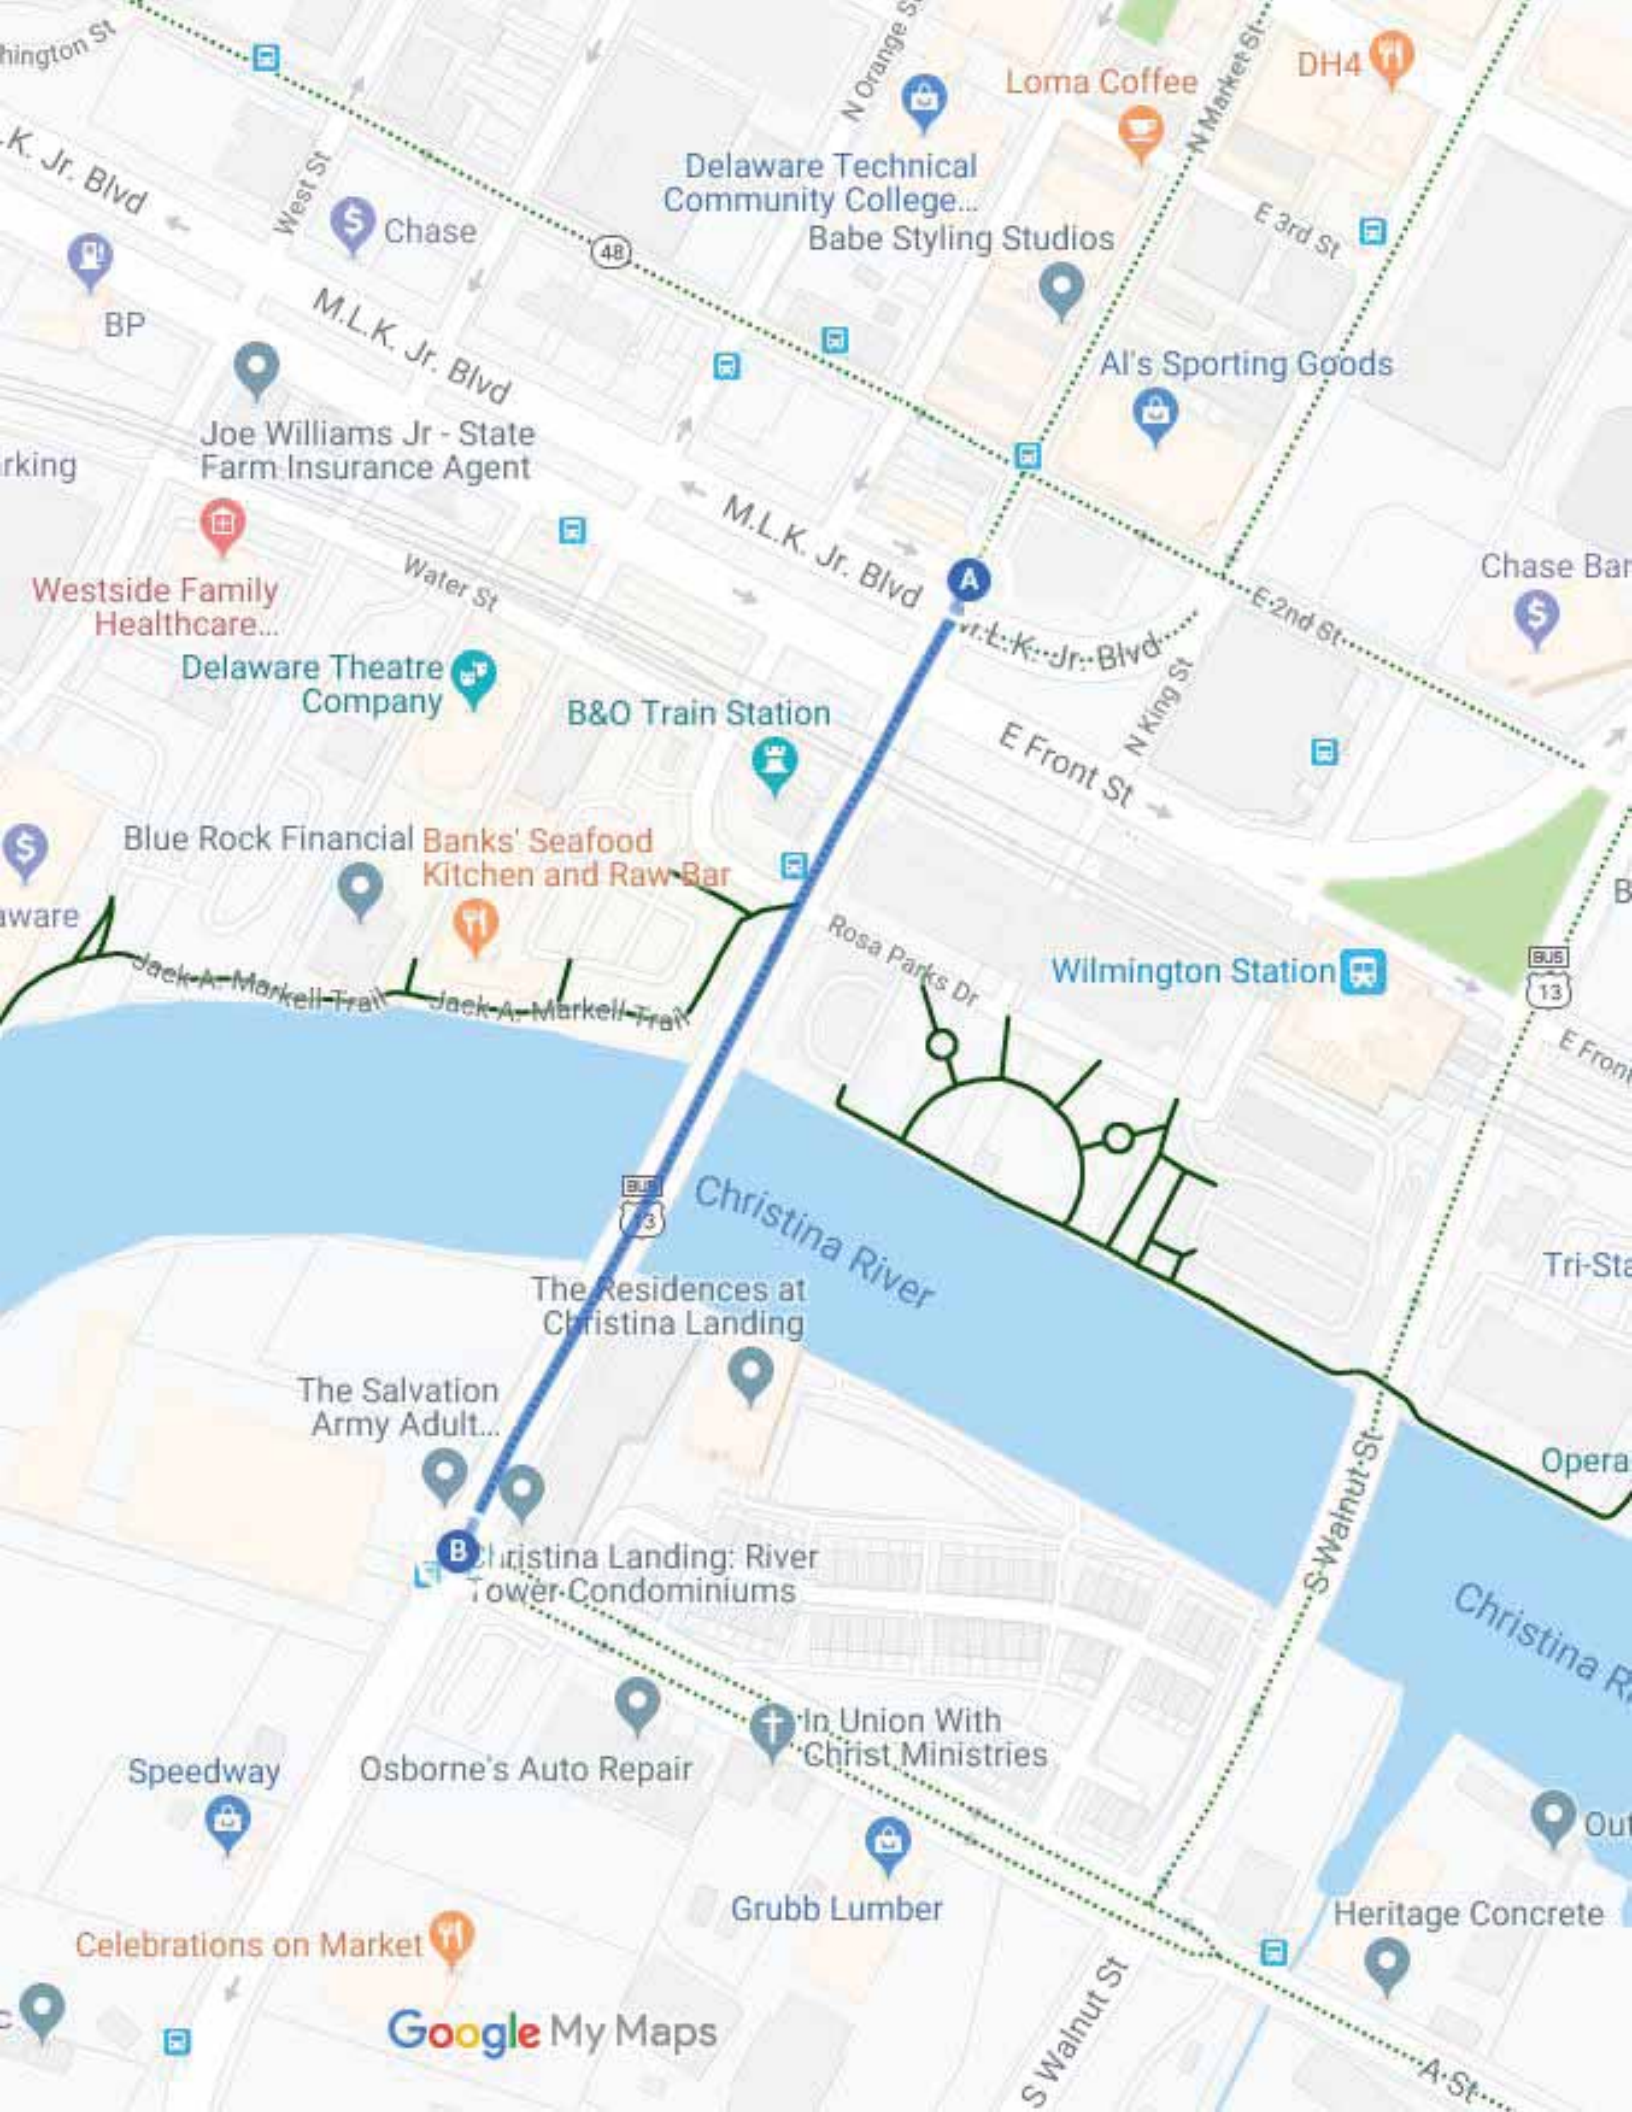 hington St
DH4
N Orange St
Loma Coffee
N Market St
.K. Jr. Blvd
West St
Delaware Technical
Community College...
Chase
48
Babe Styling Studios
E 3rd St
BP
M.L.K. Jr. Blvd
Al's Sporting Goods
Joe Williams Jr - State
Farm Insurance Agent
rking
M.L.K. Jr. Blvd
Westside Family
Healthcare...
Water St
A
Chase Bar
E 2nd St
M.L.K. Jr. Blvd
Delaware Theatre
Company
B&O Train Station
N King St
E Front St
Blue Rock Financial
Banks' Seafood
Kitchen and Raw Bar
aware
B
Rosa Parks Dr
Wilmington Station
BUS
13
Jack A. Markell Trail
Jack A. Markell Trail
E Front
BUS
13
Christina River
The Residences at
Christina Landing
Tri-Sta
The Salvation
Army Adult...
Opera
S Walnut St
B
Christina Landing: River
Tower Condominiums
Christina Ri
In Union With
Christ Ministries
Osborne's Auto Repair
Speedway
Out
Grubb Lumber
Heritage Concrete
Celebrations on Market
c
Google My Maps
S Walnut St
A St